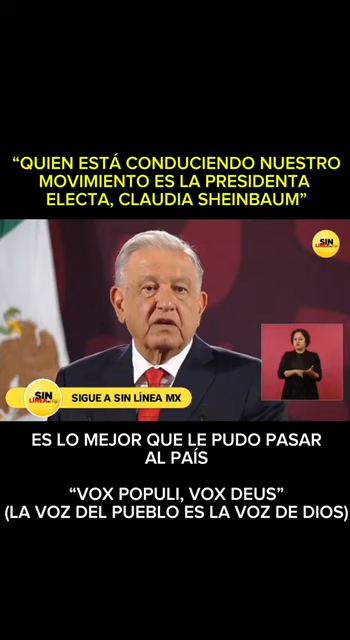 “QUIEN ESTÁ CONDUCIENDO NUESTRO
MOVIMIENTO ES LA PRESIDENTA
ELECTA, CLAUDIA SHEINBAUM”
SIN
LÍNEA
SIN
LÍNEA
SIGUE A SIN LÍNEA MX
ES LO MEJOR QUE LE PUDO PASAR
AL PAÍS
“VOX POPULI, VOX DEUS”
(LA VOZ DEL PUEBLO ES LA VOZ DE DIOS)